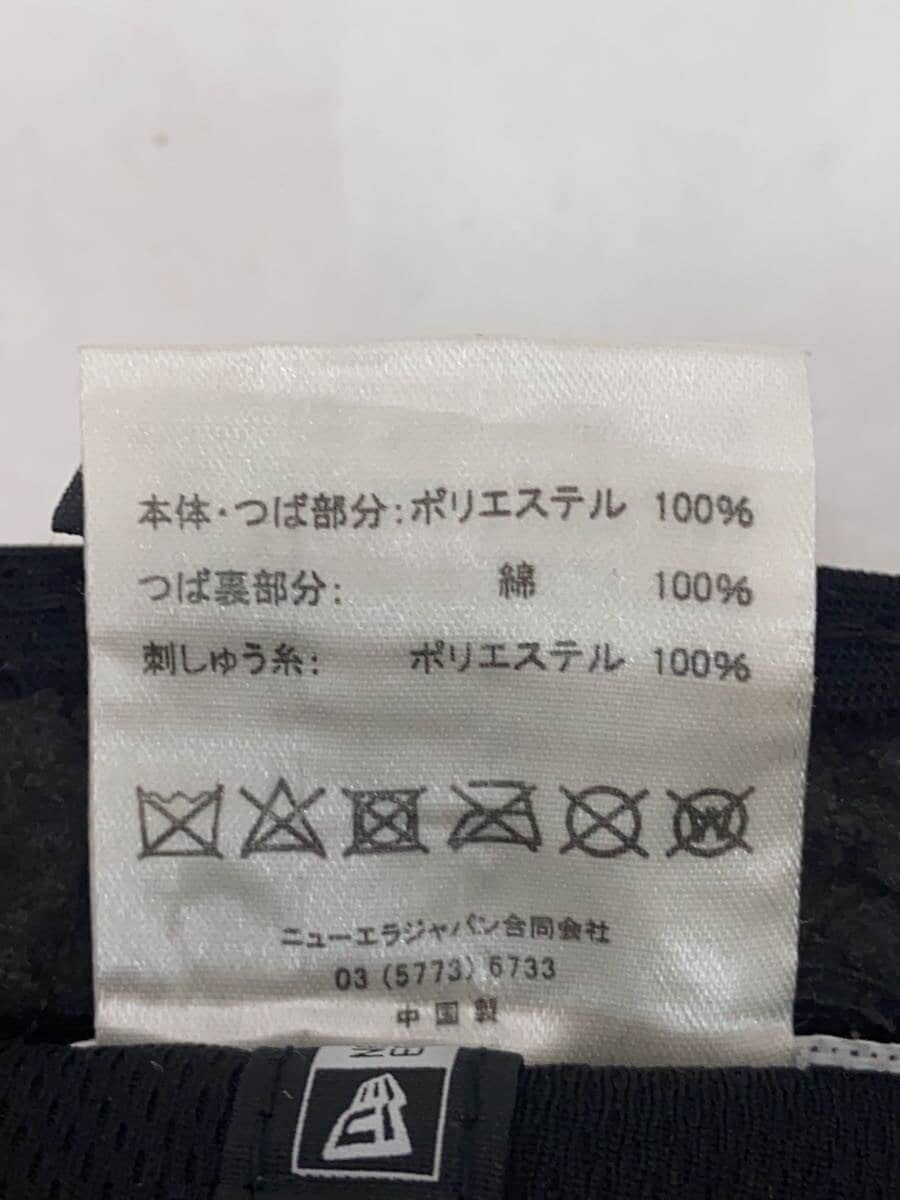 本体・つば部分：ポリエステル 100%
つば裏部分： 綿 100%
刺しゅう糸： ポリエステル 100%
W
ニューエラジャパン合同会社
03 (5773) 6733
中国製